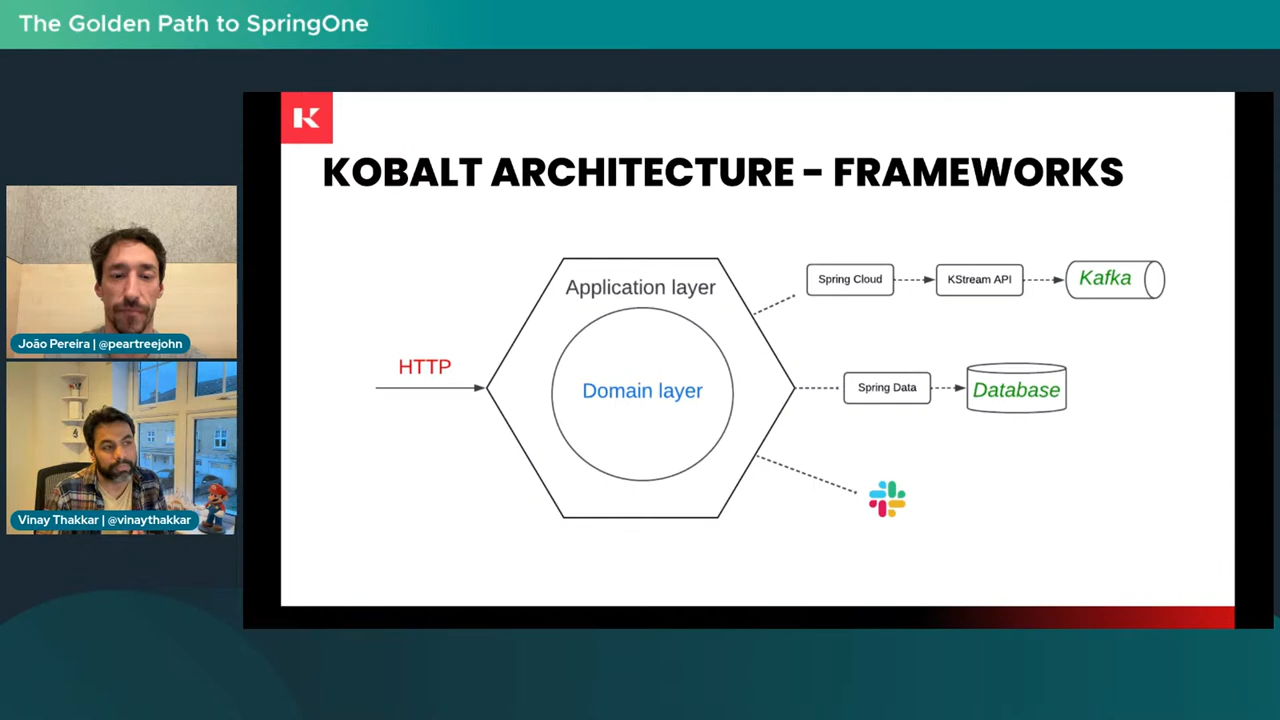 The Golden Path to SpringOne
K
KOBALT ARCHITECTURE - FRAMEWORKS
Application layer
Domain layer
HTTP
Spring Cloud
KStream API
Kafka
Spring Data
Database
João Pereira | @peartreejohn
Vinay Thakkar | @vinaythakkar